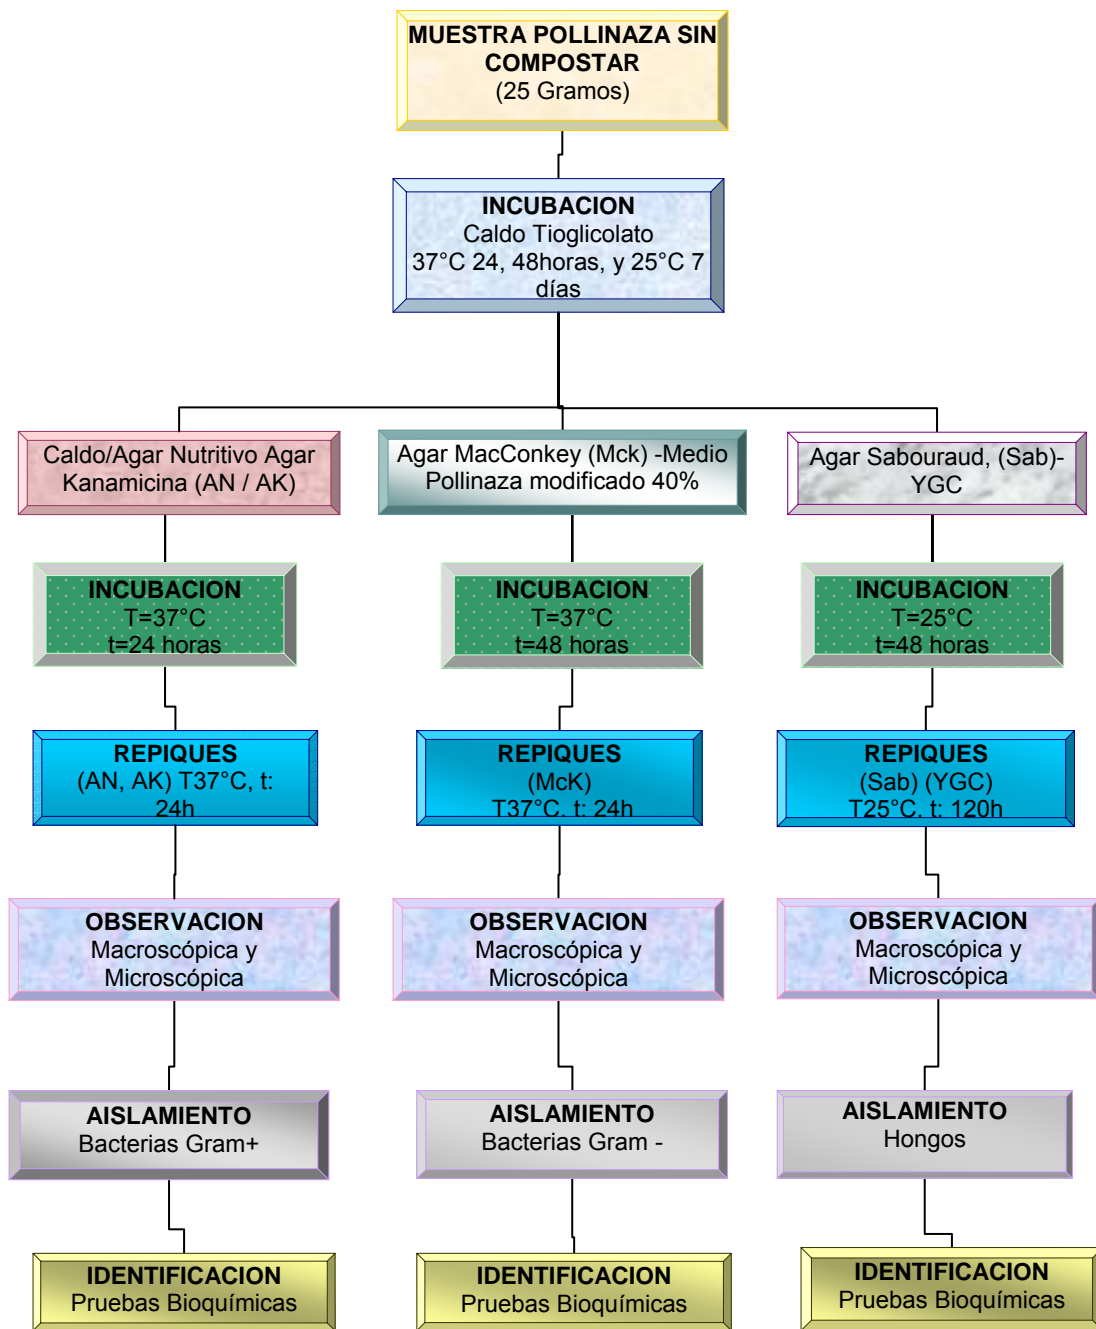 MUESTRA POLLINAZA SIN
COMPOSTAR
(25 Gramos)
INCUBACION
Caldo Tioglicolato
37°C 24, 48horas, y 25°C 7
días
Caldo/Agar Nutritivo Agar
Kanamicina (AN / AK)
Agar MacConkey (Mck) -Medio
Pollinaza modificado 40%
Agar Sabouraud, (Sab)-
YGC
INCUBACION
T=37°C
t=24 horas
INCUBACION
T=37°C
t=48 horas
INCUBACION
T=25°C
t=48 horas
REPIQUES
(AN, AK) T37°C, t:
24h
REPIQUES
(McK)
T37°C, t: 24h
REPIQUES
(Sab) (YGC)
T25°C, t: 120h
OBSERVACION
Macroscópica y
Microscópica
OBSERVACION
Macroscópica y
Microscópica
OBSERVACION
Macroscópica y
Microscópica
AISLAMIENTO
Bacterias Gram+
AISLAMIENTO
Bacterias Gram -
AISLAMIENTO
Hongos
IDENTIFICACION
Pruebas Bioquímicas
IDENTIFICACION
Pruebas Bioquímicas
IDENTIFICACION
Pruebas Bioquímicas